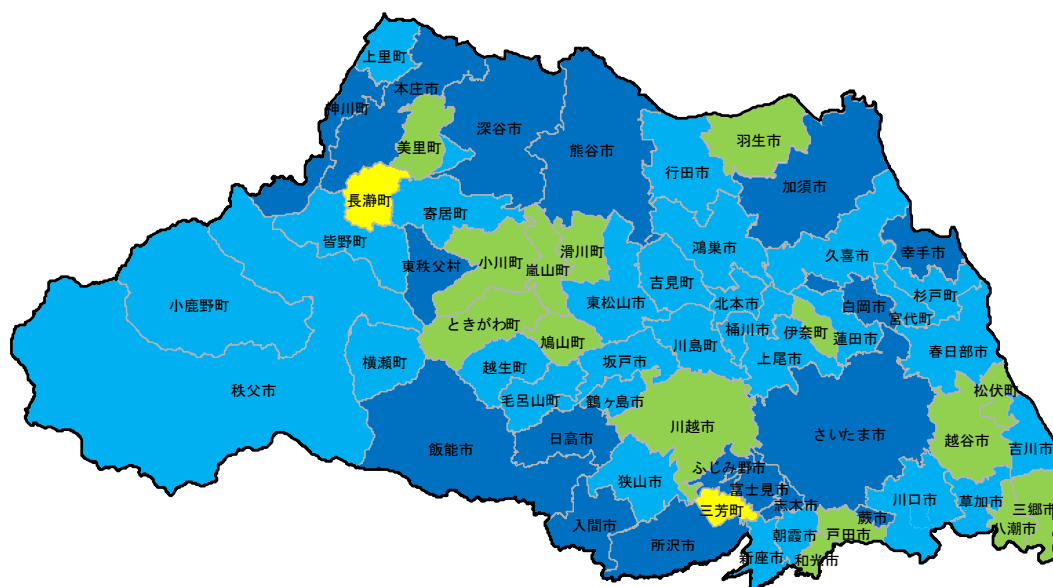 上里町
本庄市
神川町
深谷市
美里町
熊谷市
羽生市
行田市
加須市
長瀞町
寄居町
皆野町
鴻巣市
久喜市
幸手市
東秩父村
小川町
嵐山町
滑川町
吉見町
小鹿野町
東松山市
北本市
白岡市
杉戸町
宮代町
ときがわ町
鳩山町
桶川市
伊奈町
蓮田市
川島町
上尾市
春日部市
横瀬町
越生町
坂戸市
秩父市
毛呂山町
鶴ヶ島市
松伏町
川越市
さいたま市
越谷市
吉川市
飯能市
日高市
ふじみ野市
狭山市
富士見市
川口市
草加市
三芳町
志木市
三郷市
入間市
蕨市
八潮市
朝霞市
戸田市
所沢市
新座市
和光市